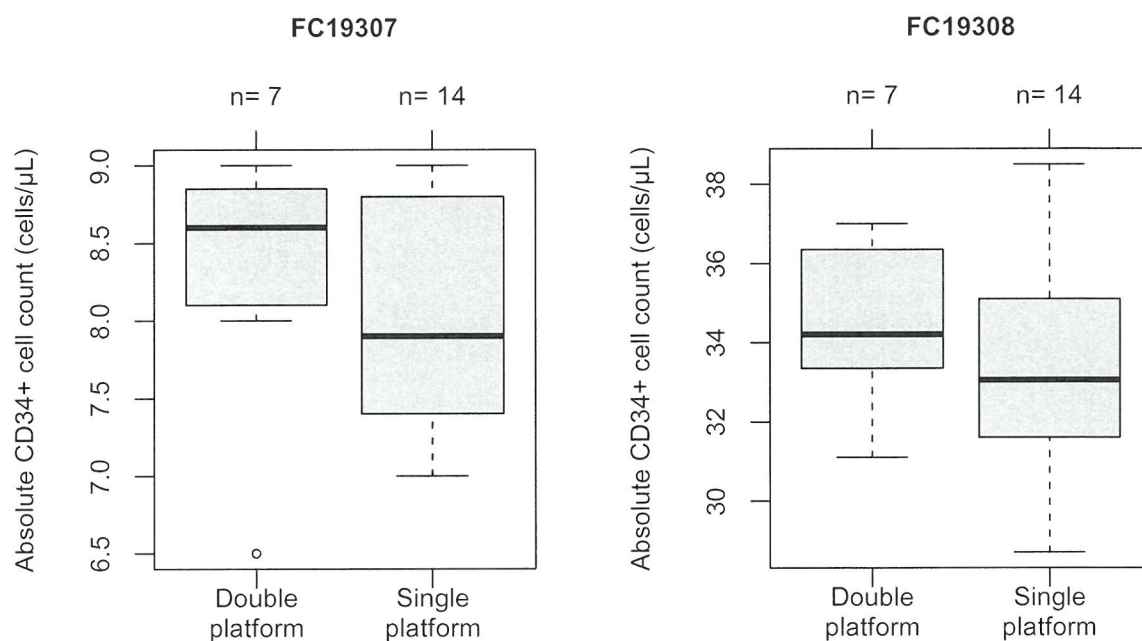 FC19307
n= 7
n= 14
Absolute CD34+ cell count (cells/µL)
9.0
8.5
8.0
7.5
7.0
6.5
Double
platform
Single
platform
FC19308
n= 7
n= 14
Absolute CD34+ cell count (cells/µL)
38
36
34
32
30
Double
platform
Single
platform